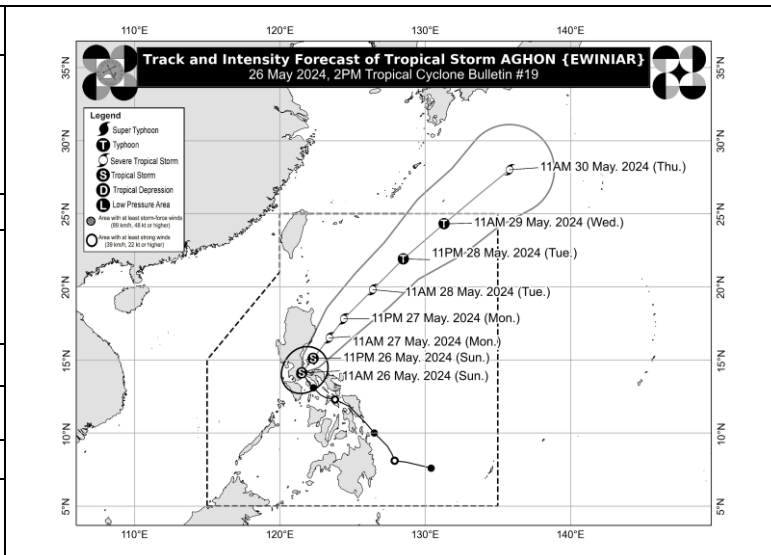 110°E 120°E 130°E 140°E
Track and Intensity Forecast of Tropical Storm AGHON {EWINIAR}
26 May 2024, 2PM Tropical Cyclone Bulletin #19
35°N
30°N
25°N
20°N
15°N
10°N
5°N
Legend
Super Typhoon
T Typhoon
Severe Tropical Storm
S Tropical Storm
D Tropical Depression
L Low Pressure Area
Area with at least storm-force winds
(89 km/h, 48 kt or higher)
Area with at least strong winds
(39 km/h, 22 kt or higher)
11AM 30 May. 2024 (Thu.)
T 11AM 29 May. 2024 (Wed.)
T 11PM 28 May. 2024 (Tue.)
11AM 28 May. 2024 (Tue.)
11PM 27 May. 2024 (Mon.)
11AM 27 May. 2024 (Mon.)
S 11PM 26 May. 2024 (Sun.)
S 11AM 26 May. 2024 (Sun.)
35°N
30°N
25°N
20°N
15°N
10°N
5°N
110°E 120°E 130°E 140°E